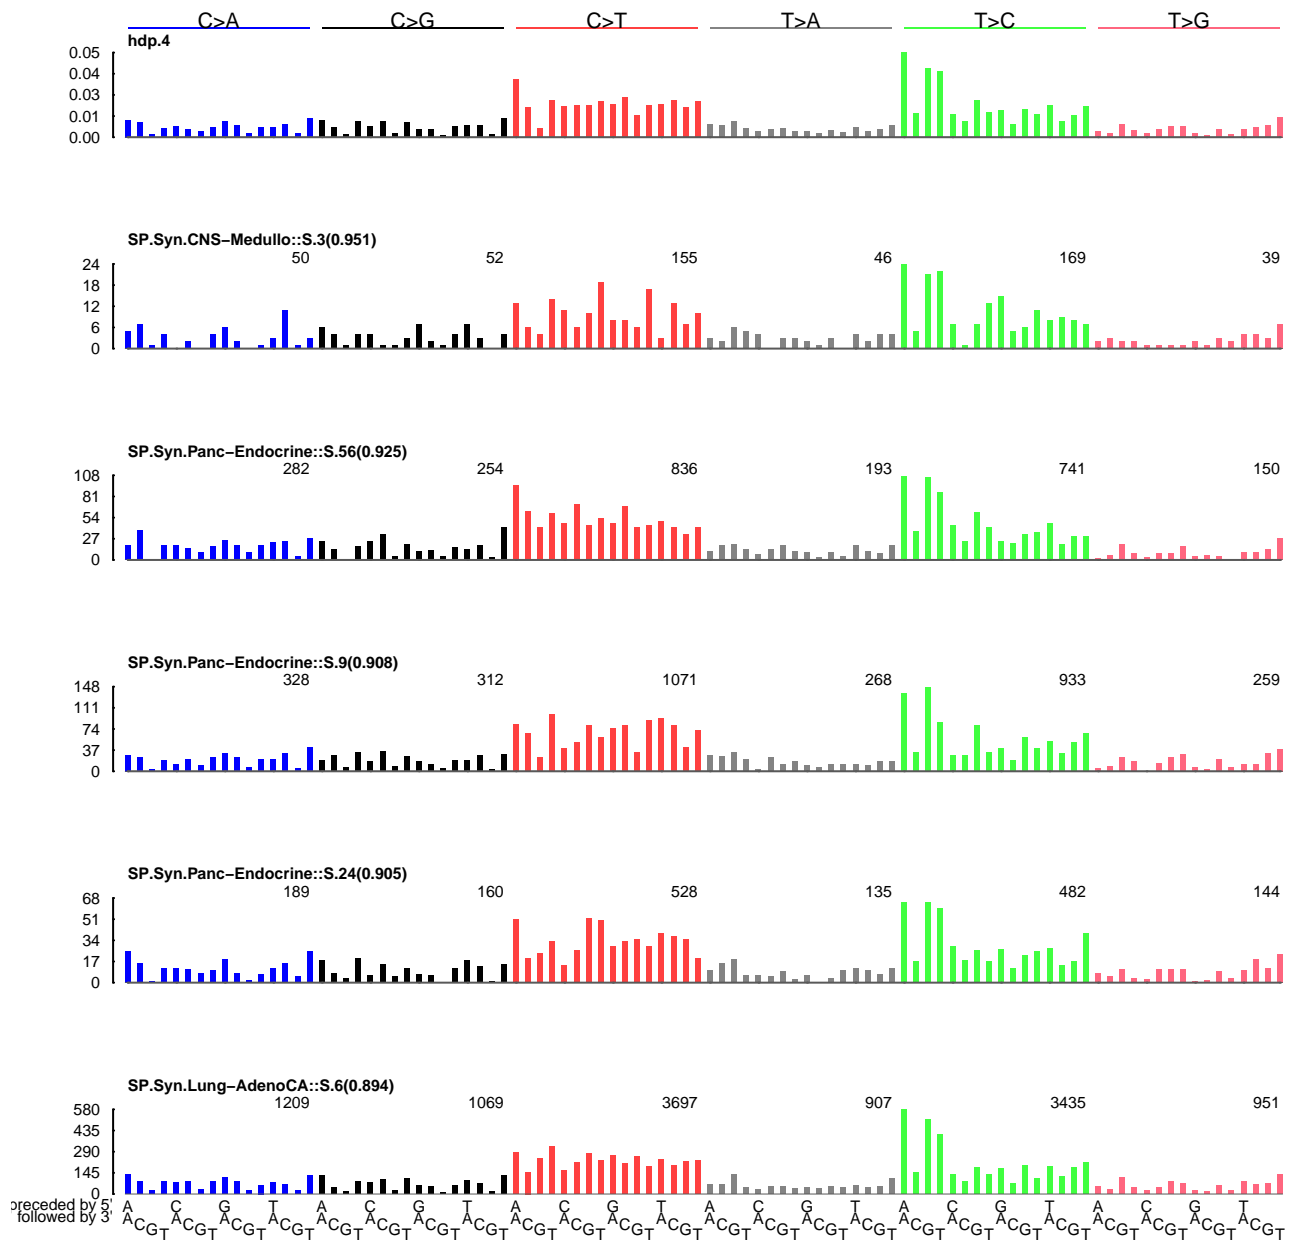 C>A C>G C>T T>A T>C T>G
hdp.4
0.05
0.04
0.03
0.01
0.00
SP.Syn.CNS−Medullo::S.3(0.951)
50 52 155 46 169 39
24
18
12
6
0
SP.Syn.Panc−Endocrine::S.56(0.925)
282 254 836 193 741 150
108
81
54
27
0
SP.Syn.Panc−Endocrine::S.9(0.908)
328 312 1071 268 933 259
148
111
74
37
0
SP.Syn.Panc−Endocrine::S.24(0.905)
189 160 528 135 482 144
68
51
34
17
0
SP.Syn.Lung−AdenoCA::S.6(0.894)
1209 1069 3697 907 3435 951
580
435
290
145
0
preceded by 5' A C G T A C G T A C G T A C G T A C G T A C G T
followed by 3' A C G T A C G T A C G T A C G T A C G T A C G T A C G T A C G T A C G T A C G T A C G T A C G T A C G T A C G T A C G T A C G T A C G T A C G T A C G T A C G T A C G T A C G T A C G T A C G T